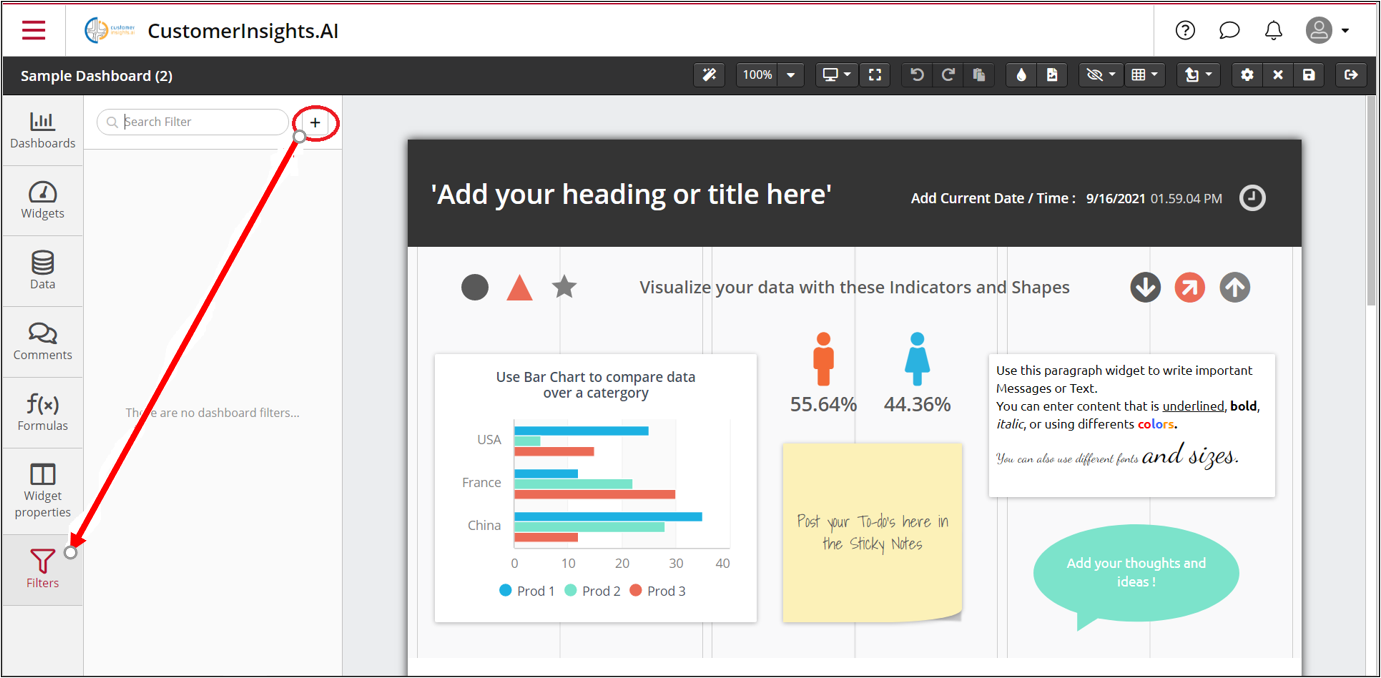 customer
INSIGHTS.AI
CustomerInsights.AI
Sample Dashboard (2)
100%
Dashboards
Widgets
Data
Comments
f(x)
Formulas
Widget
properties
Filters
Search Filter
+
There are no dashboard filters...
'Add your heading or title here'
Add Current Date / Time : 9/16/2021 01.59.04 PM
Visualize your data with these Indicators and Shapes
Use Bar Chart to compare data
over a catergory
USA
France
China
0 10 20 30 40
Prod 1 Prod 2 Prod 3
55.64% 44.36%
Post your To-do's here in
the Sticky Notes
Use this paragraph widget to write important
Messages or Text.
You can enter content that is underlined, bold,
italic, or using differents colors.
You can also use different fonts and sizes.
Add your thoughts and
ideas !